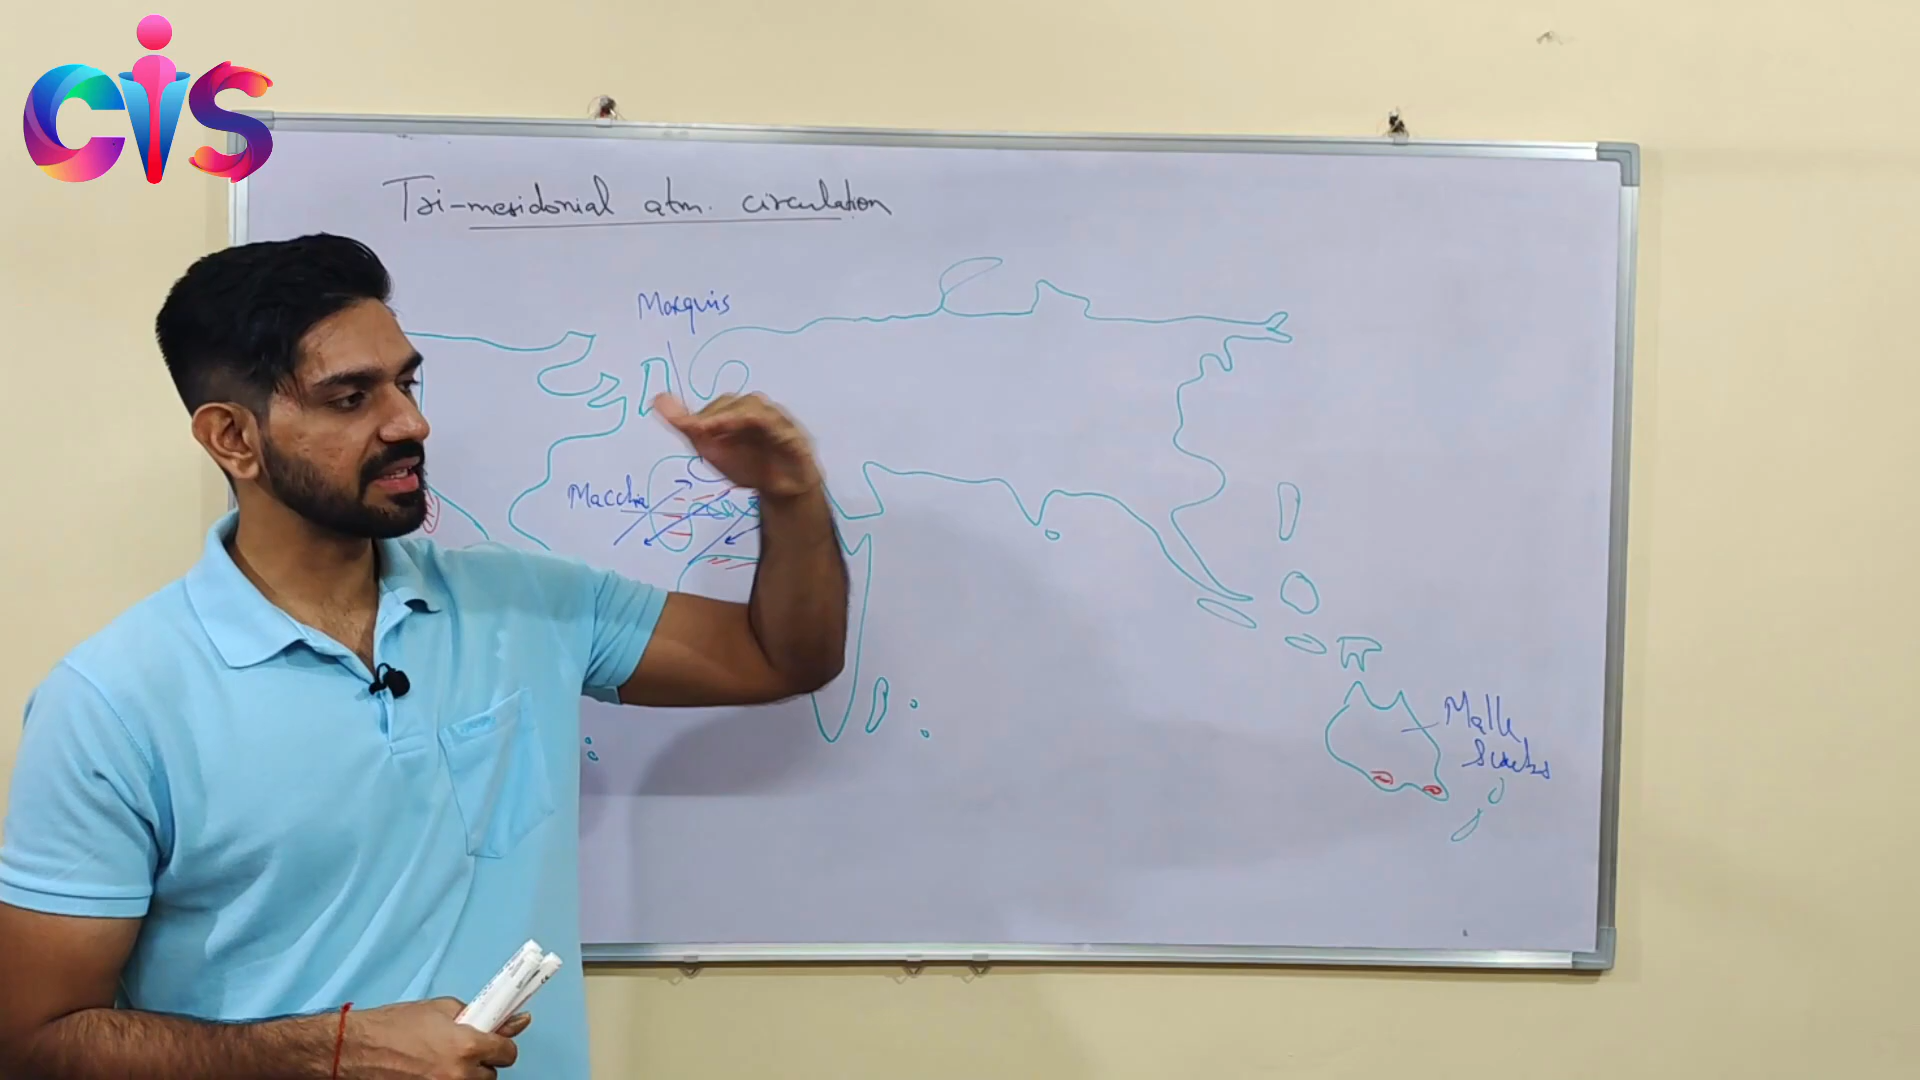 cis
Tri-meridonial atm. circulation
Marquis
Macchia
Malle
Scrubs